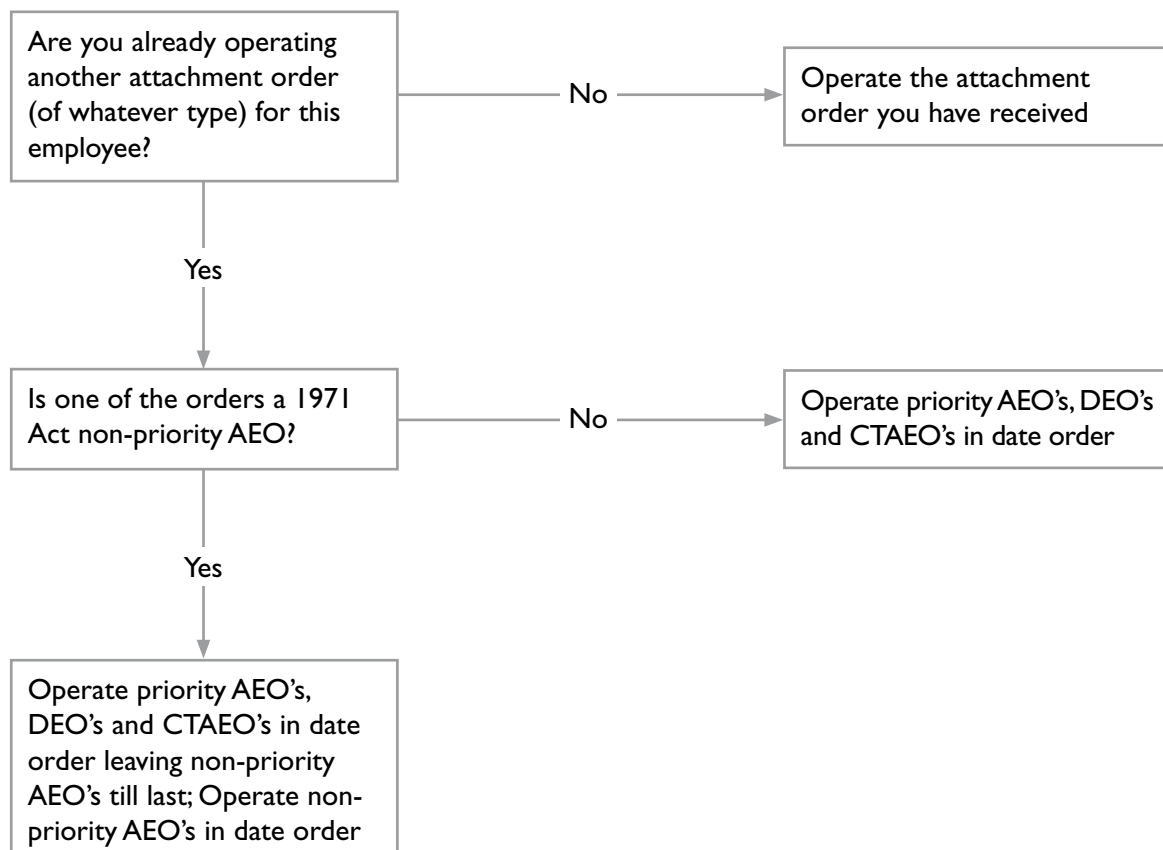 Are you already operating
another attachment order
(of whatever type) for this
employee?
No
Operate the attachment
order you have received
Yes
Is one of the orders a 1971
Act non-priority AEO?
No
Operate priority AEO's, DEO's
and CTAEO's in date order
Yes
Operate priority AEO's,
DEO's and CTAEO's in date
order leaving non-priority
AEO's till last; Operate non-
priority AEO's in date order